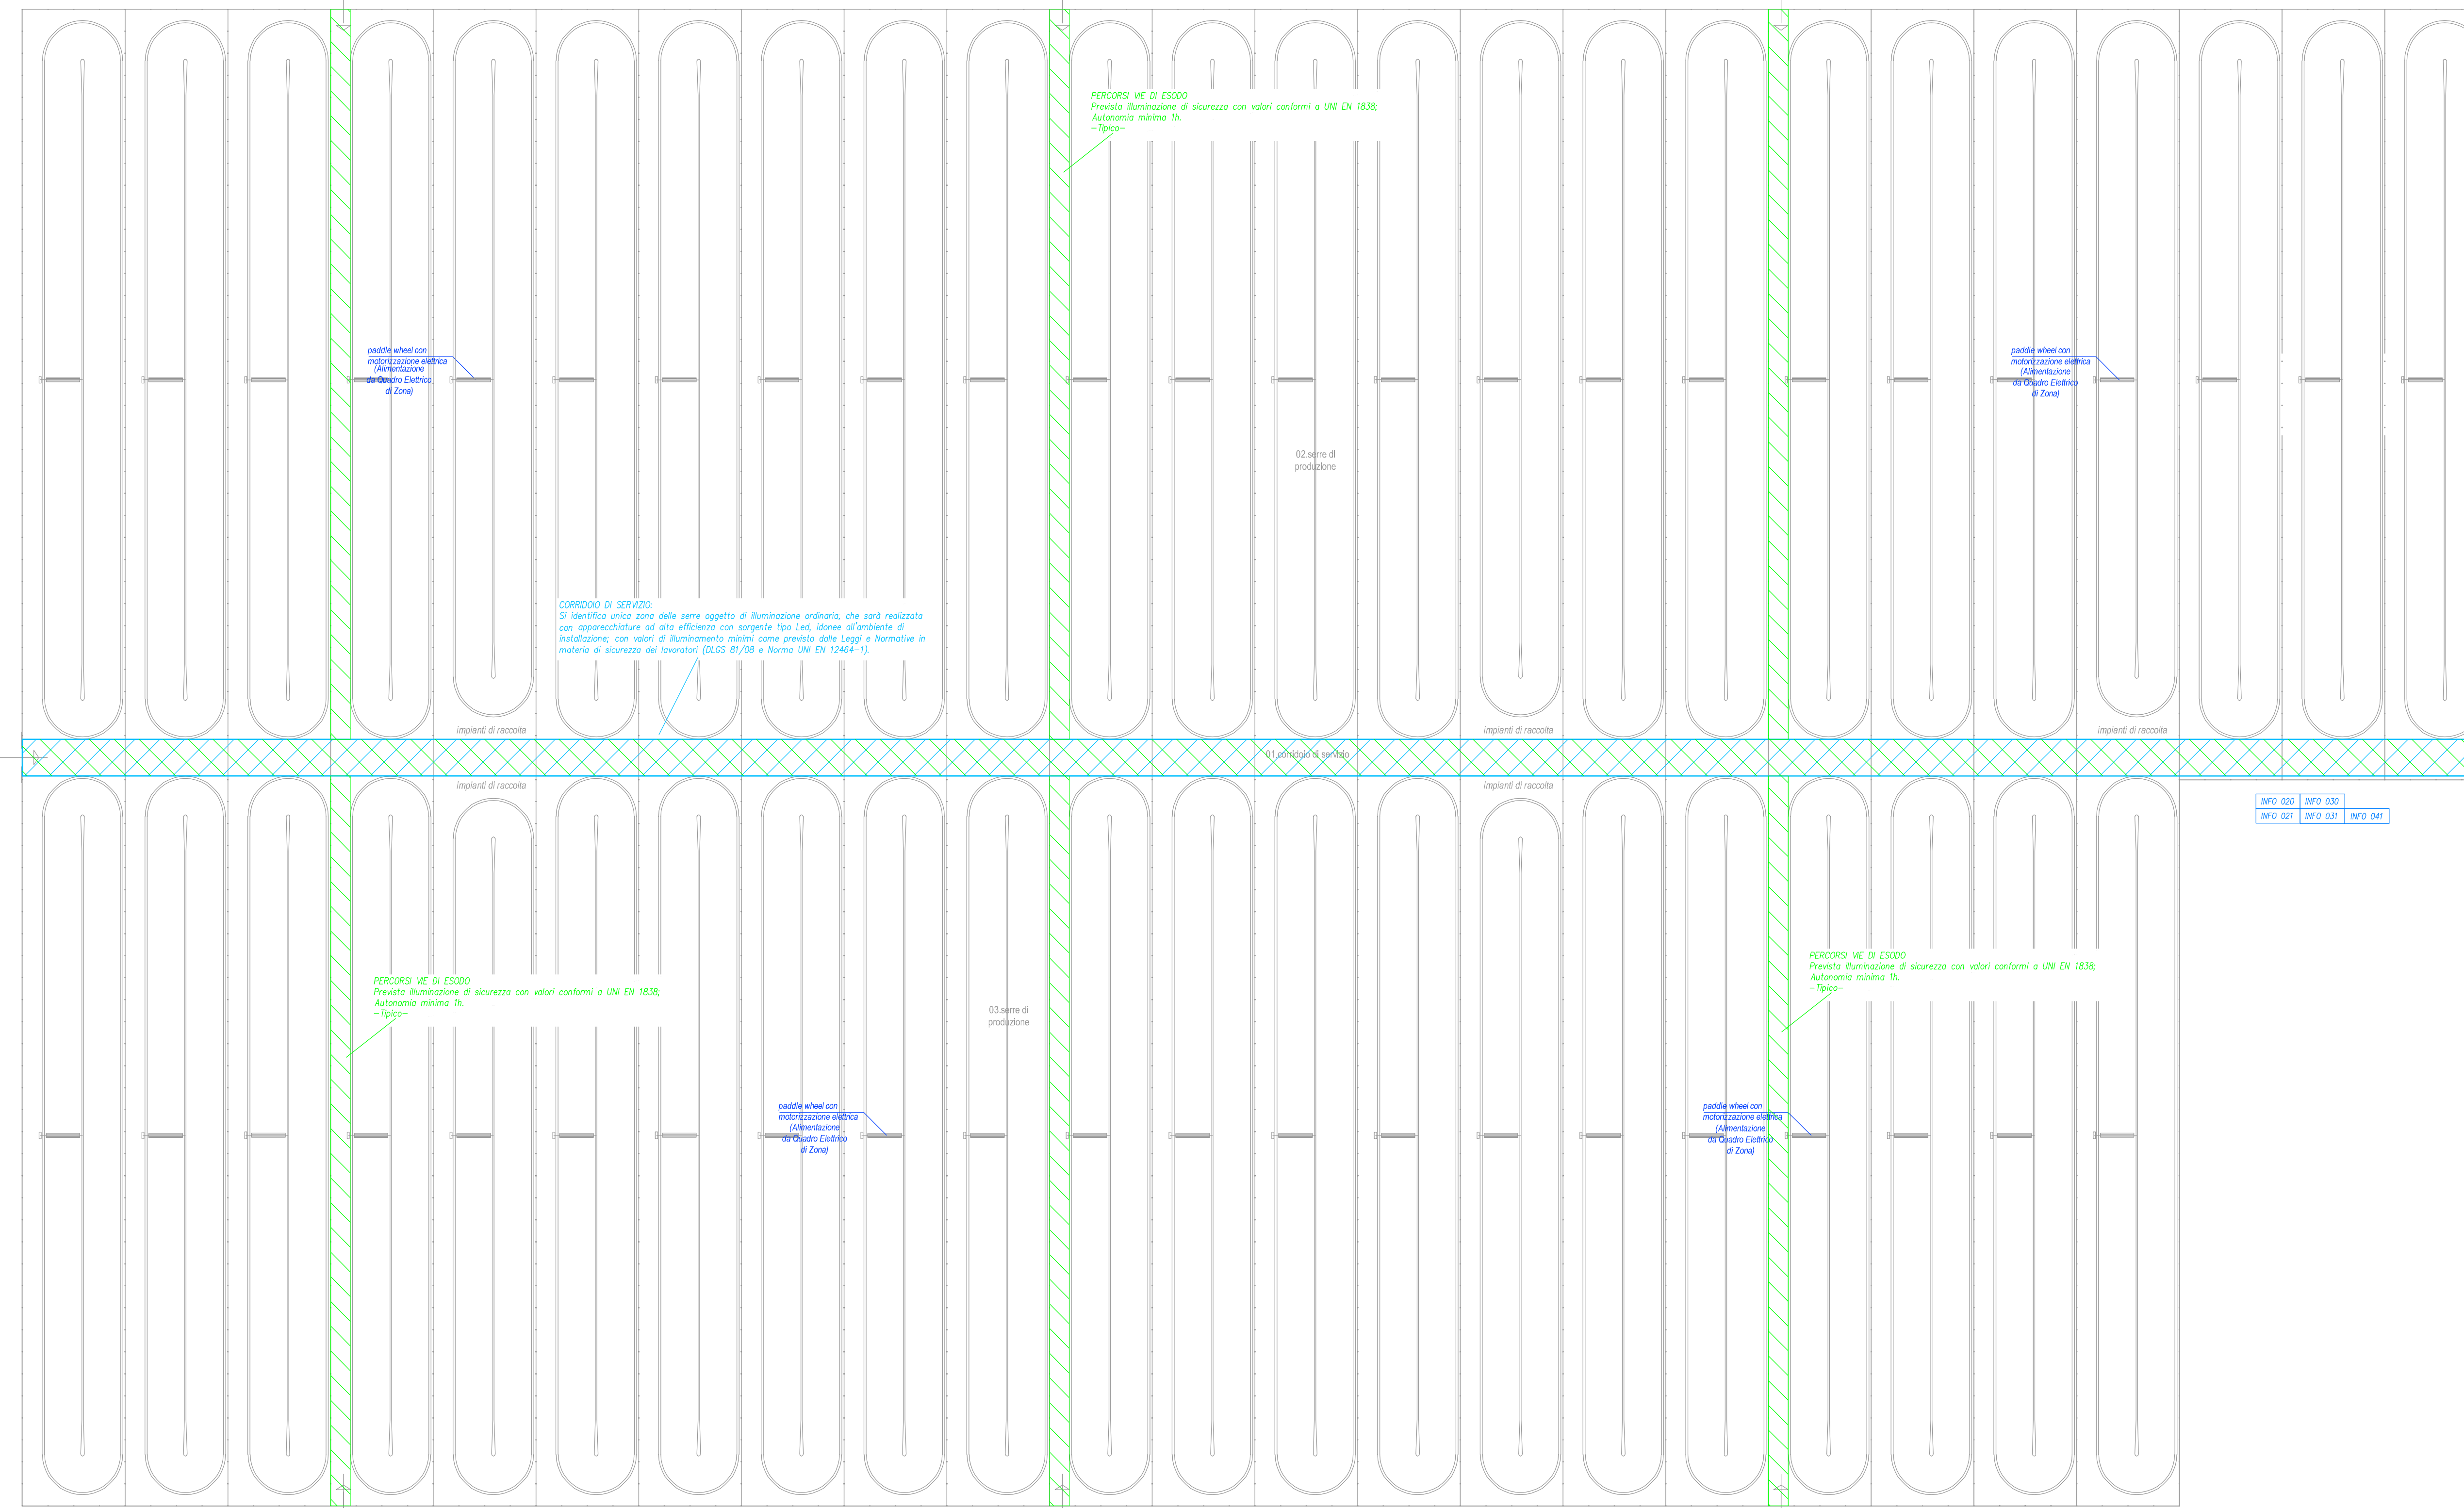 PERCORSI VIE DI ESODO
Prevista illuminazione di sicurezza con valori conformi a UNI EN 1838;
Autonomia minima 1h.
-Tipico-
paddle wheel con
motorizzazione elettrica
(Alimentazione
da Quadro Elettrico
di Zona)
paddle wheel con
motorizzazione elettrica
(Alimentazione
da Quadro Elettrico
di Zona)
02.serre di
produzione
CORRIDOIO DI SERVIZIO:
Si identifica unica zona delle serre oggetto di illuminazione ordinaria, che sarà realizzata
con apparecchiature ad alta efficienza con sorgente tipo Led, idonee all'ambiente di
installazione; con valori di illuminamento minimi come previsto dalle Leggi e Normative in
materia di sicurezza dei lavoratori (DLGS 81/08 e Norma UNI EN 12464-1).
impianti di raccolta
impianti di raccolta
impianti di raccolta
01.corridoio di servizio
impianti di raccolta
impianti di raccolta
INFO 020 INFO 030
INFO 021 INFO 031 INFO 041
PERCORSI VIE DI ESODO
Prevista illuminazione di sicurezza con valori conformi a UNI EN 1838;
Autonomia minima 1h.
-Tipico-
PERCORSI VIE DI ESODO
Prevista illuminazione di sicurezza con valori conformi a UNI EN 1838;
Autonomia minima 1h.
-Tipico-
03.serre di
produzione
paddle wheel con
motorizzazione elettrica
(Alimentazione
da Quadro Elettrico
di Zona)
paddle wheel con
motorizzazione elettrica
(Alimentazione
da Quadro Elettrico
di Zona)